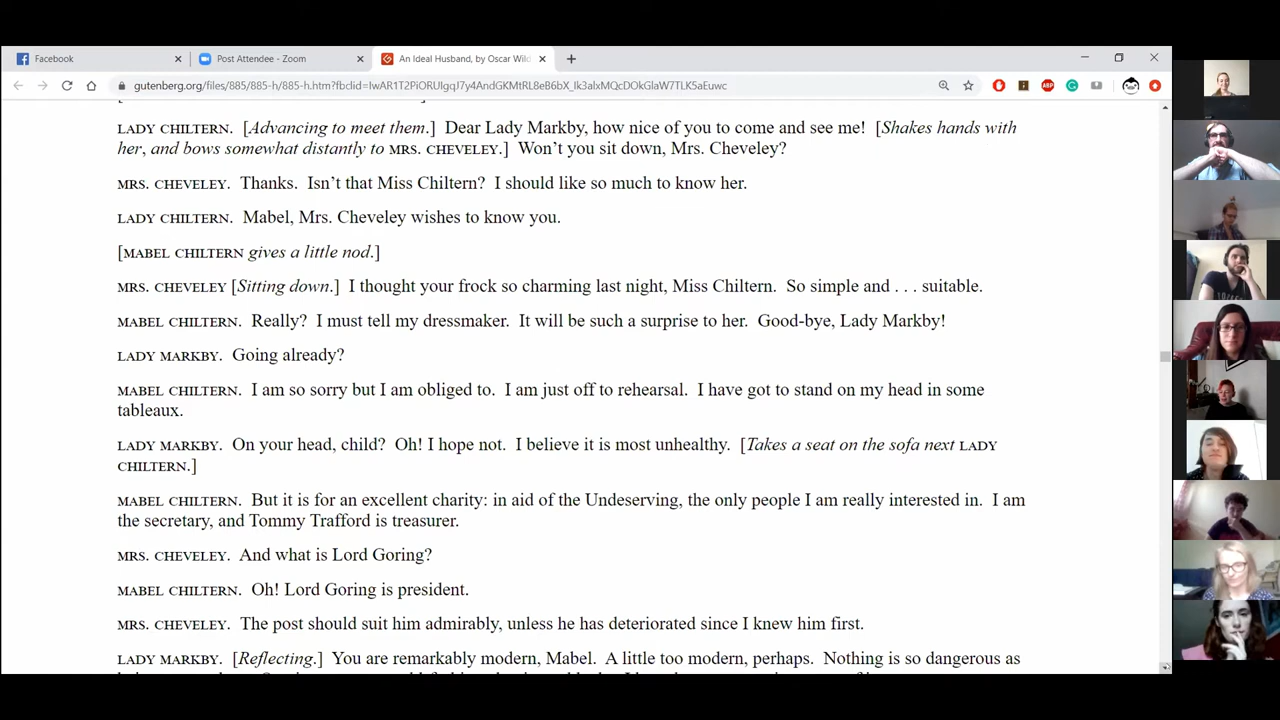 Facebook
Post Attendee - Zoom
An Ideal Husband, by Oscar Wild
gutenberg.org/files/885/885-h/885-h.htm?fbclid=IwAR1T2PiORUIgqJ7y4AndGKMtRL8eB6bX_Ik3alxMQcDOkGlaW7TLK5aEuwc
LADY CHILTERN. [Advancing to meet them.] Dear Lady Markby, how nice of you to come and see me! [Shakes hands with
her, and bows somewhat distantly to MRS. CHEVELEY.] Won’t you sit down, Mrs. Cheveley?
MRS. CHEVELEY. Thanks. Isn’t that Miss Chiltern? I should like so much to know her.
LADY CHILTERN. Mabel, Mrs. Cheveley wishes to know you.
[MABEL CHILTERN gives a little nod.]
MRS. CHEVELEY [Sitting down.] I thought your frock so charming last night, Miss Chiltern. So simple and . . . suitable.
MABEL CHILTERN. Really? I must tell my dressmaker. It will be such a surprise to her. Good-bye, Lady Markby!
LADY MARKBY. Going already?
MABEL CHILTERN. I am so sorry but I am obliged to. I am just off to rehearsal. I have got to stand on my head in some
tableaux.
LADY MARKBY. On your head, child? Oh! I hope not. I believe it is most unhealthy. [Takes a seat on the sofa next LADY
CHILTERN.]
MABEL CHILTERN. But it is for an excellent charity: in aid of the Undeserving, the only people I am really interested in. I am
the secretary, and Tommy Trafford is treasurer.
MRS. CHEVELEY. And what is Lord Goring?
MABEL CHILTERN. Oh! Lord Goring is president.
MRS. CHEVELEY. The post should suit him admirably, unless he has deteriorated since I knew him first.
LADY MARKBY. [Reflecting.] You are remarkably modern, Mabel. A little too modern, perhaps. Nothing is so dangerous as